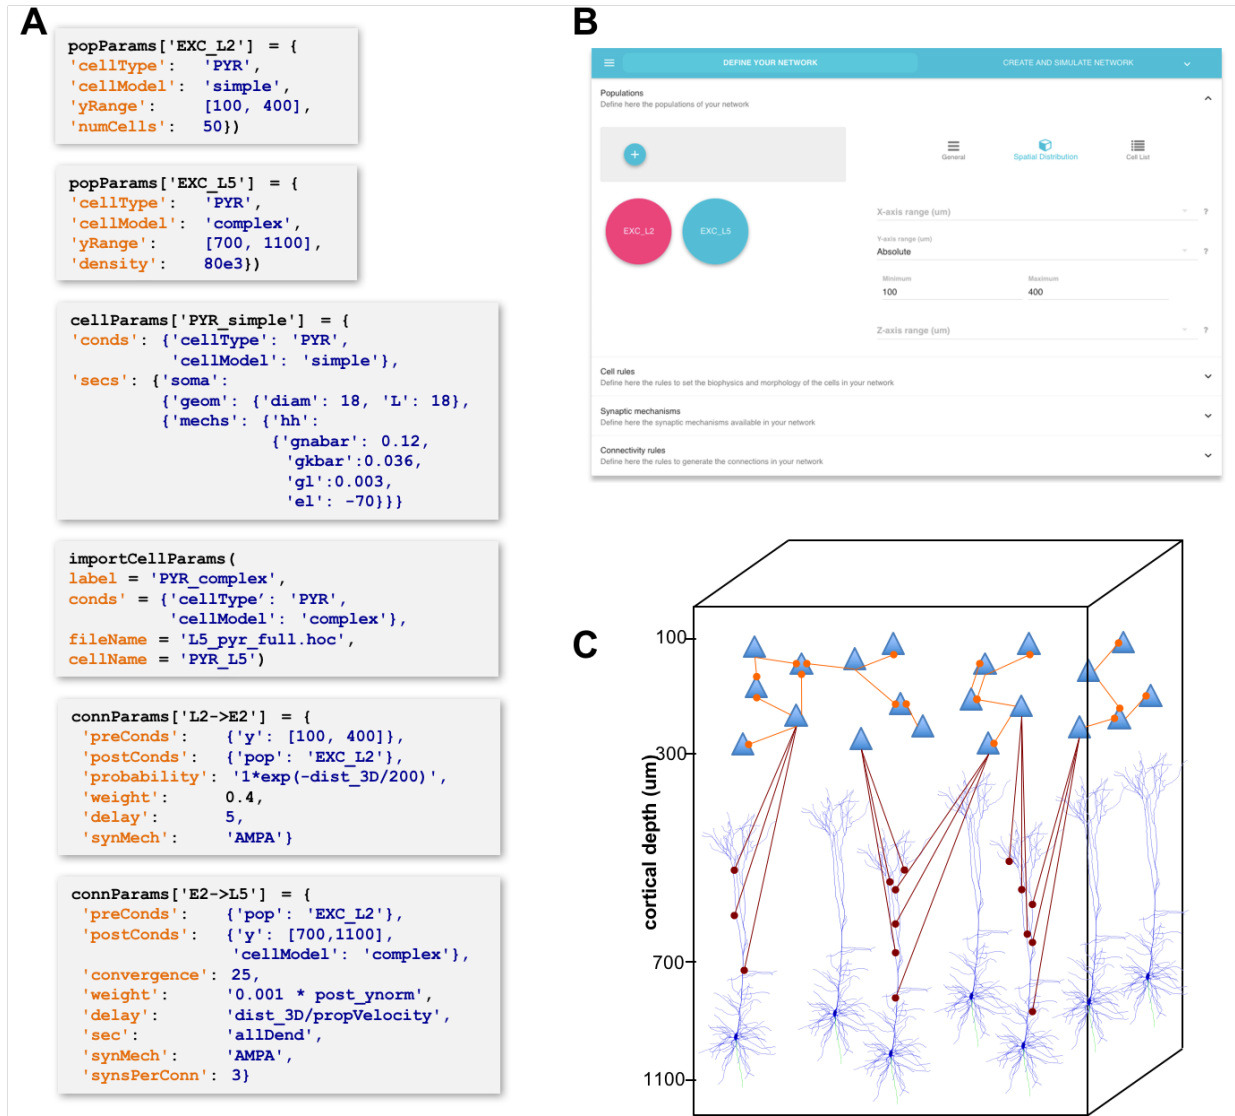 A
popParams['EXC_L2'] = {
'cellType': 'PYR',
'cellModel': 'simple',
'yRange': [100, 400],
'numCells': 50})
popParams['EXC_L5'] = {
'cellType': 'PYR',
'cellModel': 'complex',
'yRange': [700, 1100],
'density': 80e3})
cellParams['PYR_simple'] = {
'conds': {'cellType': 'PYR',
'cellModel': 'simple'},
'secs': {'soma':
{'geom': {'diam': 18, 'L': 18},
{'mechs': {'hh':
{'gnabar': 0.12,
'gkbar':0.036,
'gl':0.003,
'el': -70}}}
importCellParams(
label = 'PYR_complex',
conds' = {'cellType’: 'PYR',
'cellModel': 'complex'},
fileName = 'L5_pyr_full.hoc',
cellName = 'PYR_L5')
connParams['L2->E2'] = {
'preConds': {'y': [100, 400]},
'postConds': {'pop': 'EXC_L2'},
'probability': '1*exp(-dist_3D/200)',
'weight': 0.4,
'delay': 5,
'synMech': 'AMPA'}
connParams['E2->L5'] = {
'preConds': {'pop': 'EXC_L2'},
'postConds': {'y': [700,1100],
'cellModel': 'complex'},
'convergence': 25,
'weight': '0.001 * post_ynorm',
'delay': 'dist_3D/propVelocity',
'sec': 'allDend',
'synMech': 'AMPA',
'synsPerConn': 3}
B
DEFINE YOUR NETWORK
CREATE AND SIMULATE NETWORK
Populations
Define here the populations of your network
+
General
Spatial Distribution
Cell List
EXC_L2
EXC_L5
X-axis range (um)
?
Y-axis range (um)
Absolute
?
Minimum
Maximum
100
400
Z-axis range (um)
?
Cell rules
Define here the rules to set the biophysics and morphology of the cells in your network
Synaptic mechanisms
Define here the synaptic mechanisms available in your network
Connectivity rules
Define here the rules to generate the connections in your network
C
100
300
cortical depth (um)
700
1100